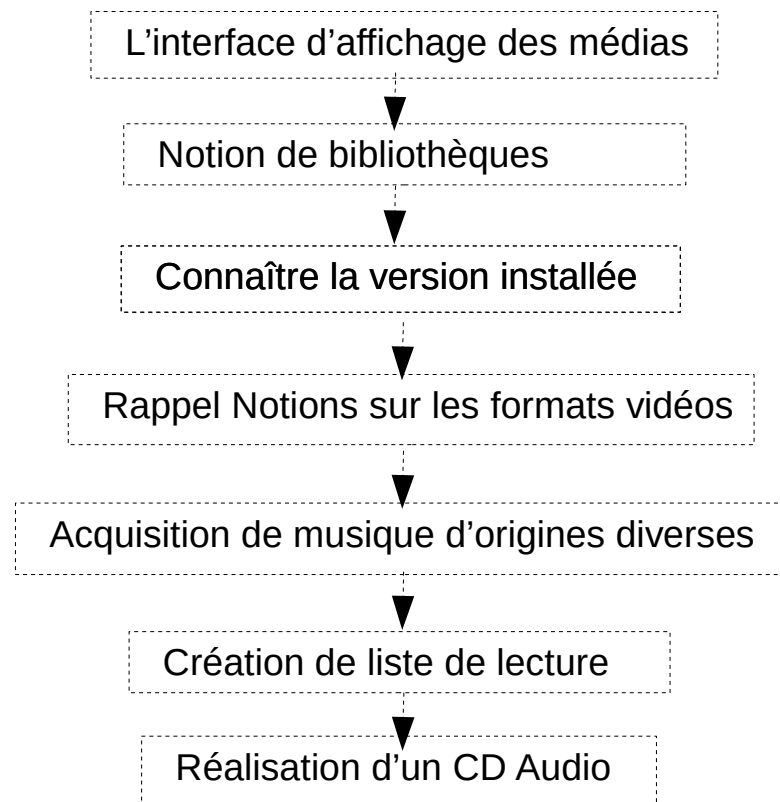 L’interface d’affichage des médias
Notion de bibliothèques
Connaître la version installée
Rappel Notions sur les formats vidéos
Acquisition de musique d’origines diverses
Création de liste de lecture
Réalisation d’un CD Audio